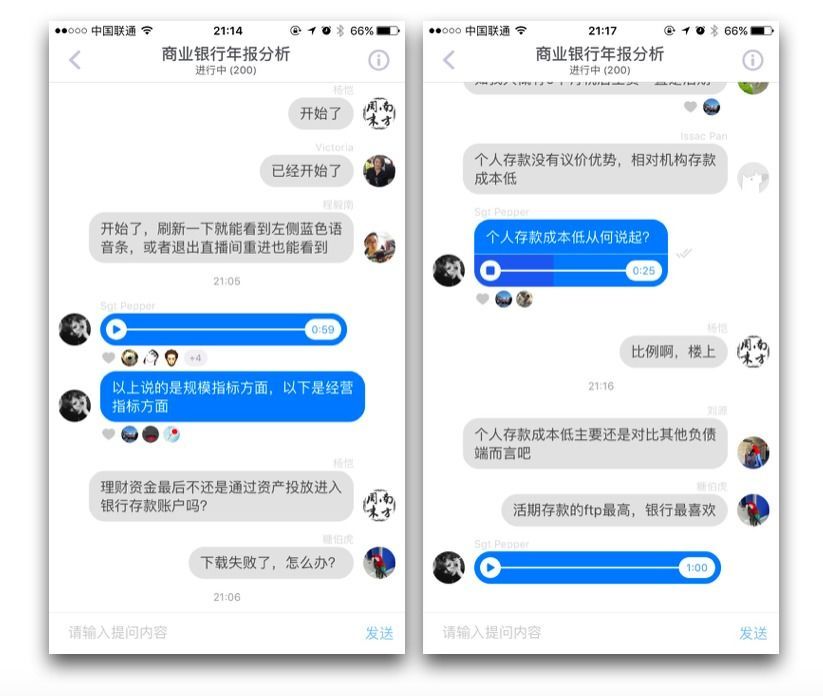 中国联通
21:14
66%
商业银行年报分析
进行中 (200)
杨恺
开始了
Victoria
已经开始了
程毅南
开始了，刷新一下就能看到左侧蓝色语
音条，或者退出直播间重进也能看到
21:05
Sgt Pepper
0:59
+4
以上说的是规模指标方面，以下是经营
指标方面
杨恺
理财资金最后不还是通过资产投放进入
银行存款账户吗？
糖伯虎
下载失败了，怎么办？
21:06
请输入提问内容
发送
中国联通
21:17
66%
商业银行年报分析
进行中 (200)
Issac Pan
个人存款没有议价优势，相对机构存款
成本低
Sgt Pepper
个人存款成本低从何说起？
0:25
杨恺
比例啊，楼上
21:16
刘源
个人存款成本低主要还是对比其他负债
端而言吧
糖伯虎
活期存款的ftp最高，银行最喜欢
Sgt Pepper
1:00
请输入提问内容
发送